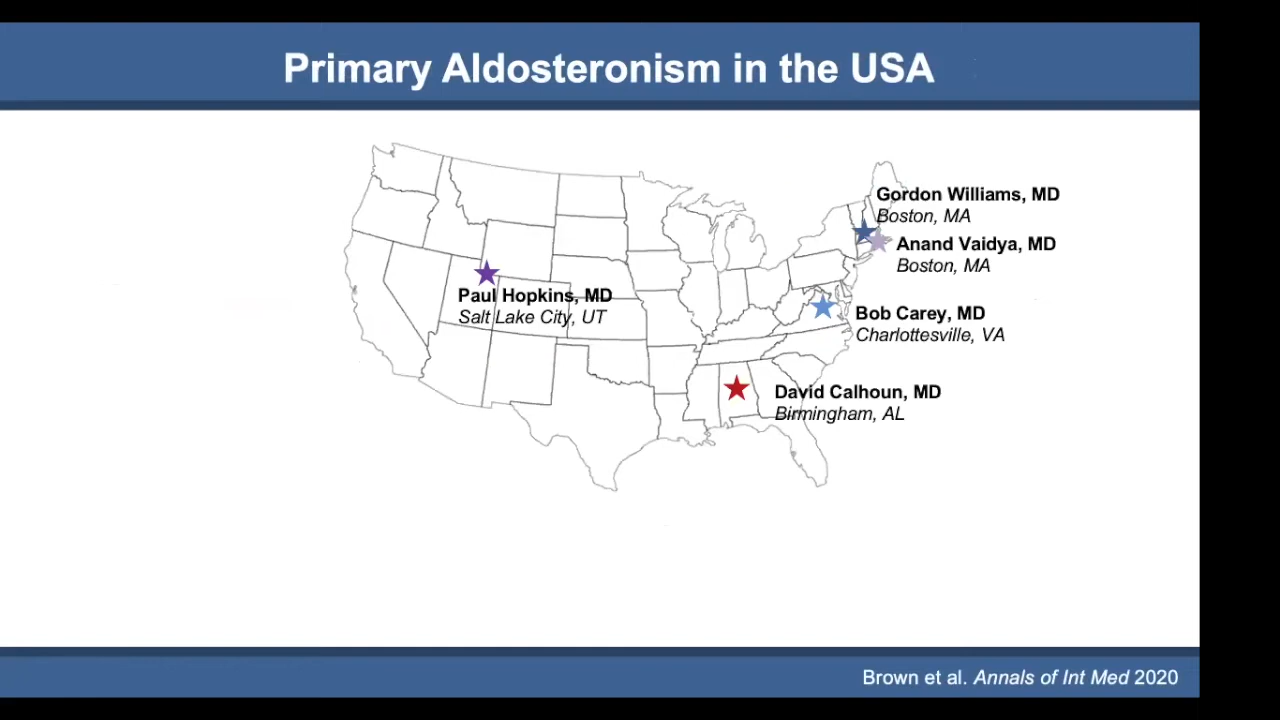 Primary Aldosteronism in the USA
Gordon Williams, MD
Boston, MA
Anand Vaidya, MD
Boston, MA
Paul Hopkins, MD
Salt Lake City, UT
Bob Carey, MD
Charlottesville, VA
David Calhoun, MD
Birmingham, AL
Brown et al. Annals of Int Med 2020